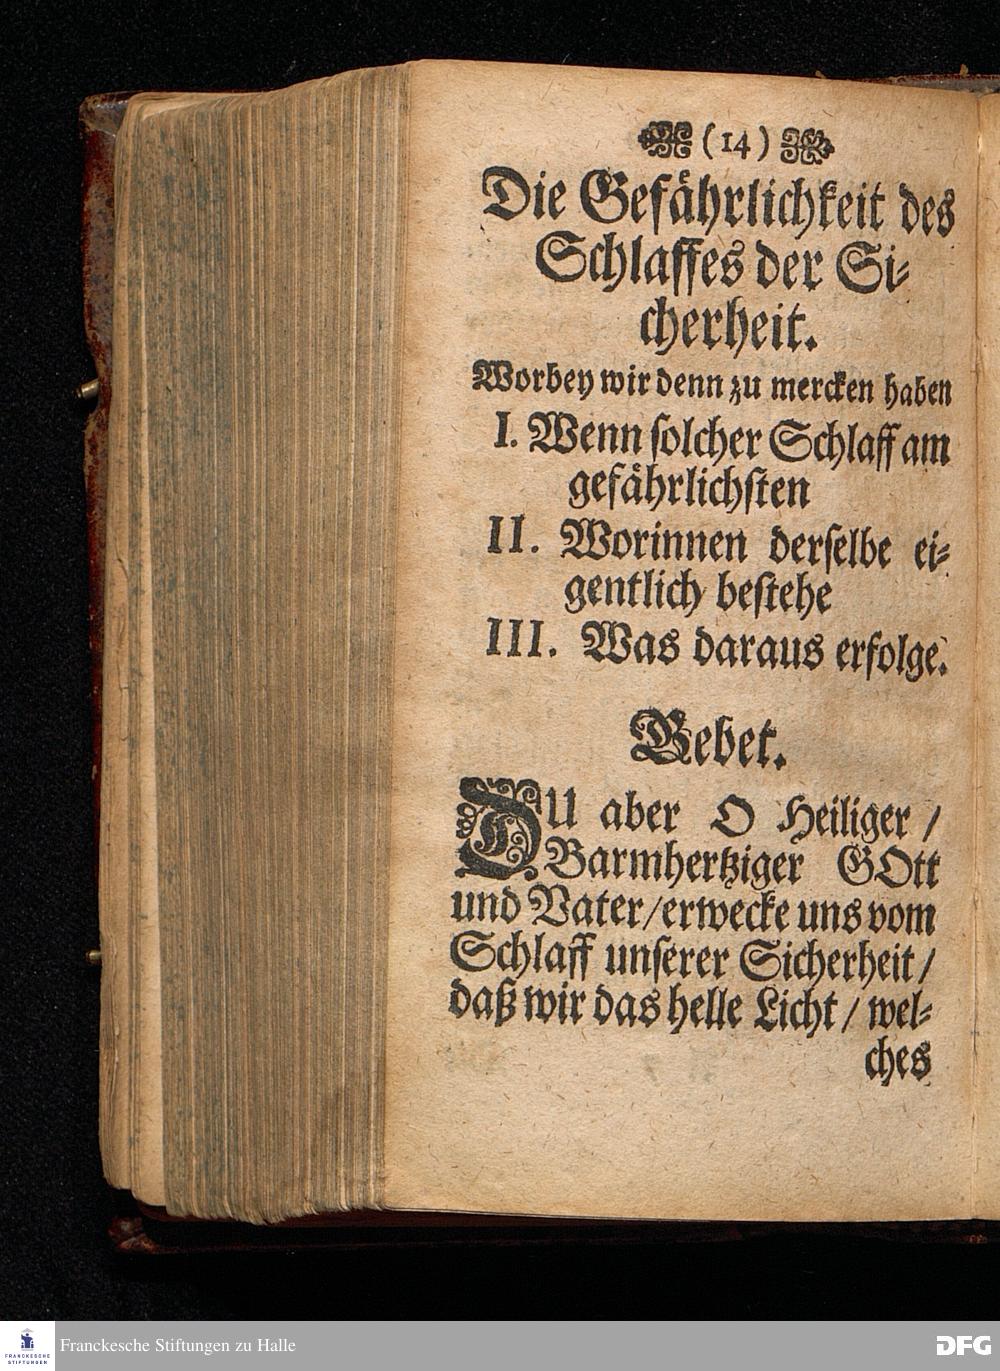 (14)
Die Gefährlichkeit des
Schlaffes der Si-
cherheit.
Worbey wir denn zu mercken haben
I. Wenn solcher Schlaff am
gefährlichsten
II. Worinnen derselbe ei-
gentlich bestehe
III. Was daraus erfolge.
Gebet.
DU aber O Heiliger /
Barmhertziger GOtt
und Vater/erwecke uns vom
Schlaff unserer Sicherheit /
daß wir das helle Licht / wel-
ches
FRANCKESCHE
STIFTUNGEN
Franckesche Stiftungen zu Halle
DFG